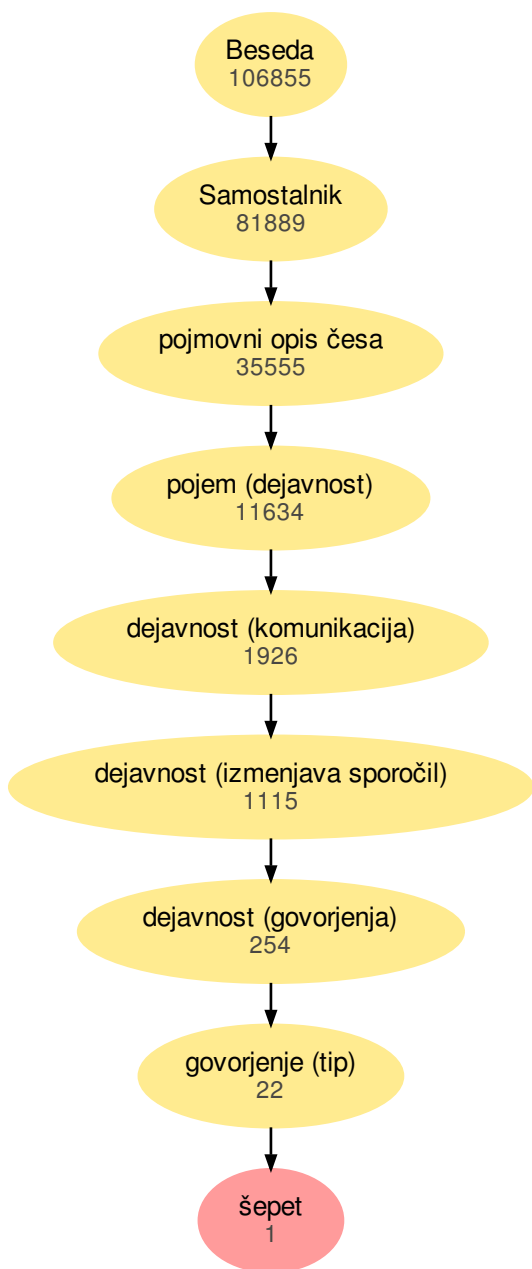 Beseda
106855
Samostalnik
81889
pojmovni opis česa
35555
pojem (dejavnost)
11634
dejavnost (komunikacija)
1926
dejavnost (izmenjava sporočil)
1115
dejavnost (govorjenja)
254
govorjenje (tip)
22
šepet
1